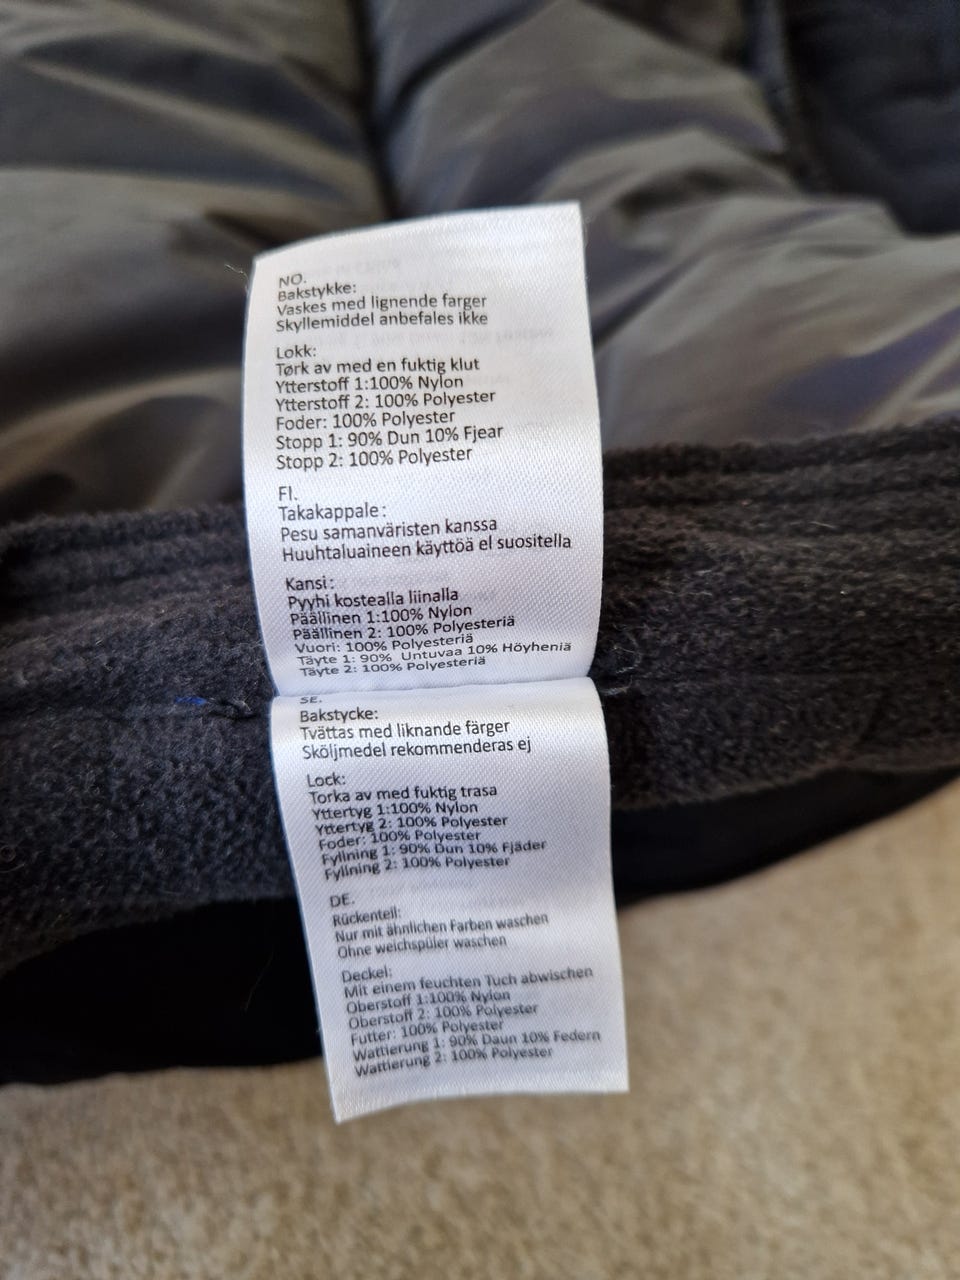 NO.
Bakstykke:
Vaskes med lignende farger
Skyllemiddel anbefales ikke
Lokk:
Tørk av med en fuktig klut
Ytterstoff 1:100% Nylon
Ytterstoff 2: 100% Polyester
Foder: 100% Polyester
Stopp 1: 90% Dun 10% Fjear
Stopp 2: 100% Polyester
FI.
Takakappale:
Pesu samanväristen kanssa
Huuhtaluaineen käyttöä el suositella
Kansi:
Pyyhi kostealla liinalla
Päällinen 1:100% Nylon
Päällinen 2: 100% Polyesteriä
Vuori: 100% Polyesteriä
Täyte 1: 90% Untuvaa 10% Höyheniä
Täyte 2: 100% Polyesteriä
SE.
Bakstycke:
Tvättas med liknande färger
Sköljmedel rekommenderas ej
Lock:
Torka av med fuktig trasa
Yttertyg 1:100% Nylon
Yttertyg 2: 100% Polyester
Foder: 100% Polyester
Fyllning 1: 90% Dun 10% Fjäder
Fyllning 2: 100% Polyester
DE.
Rückenteil:
Nur mit ähnlichen Farben waschen
Ohne weichspüler waschen
Deckel:
Mit einem feuchten Tuch abwischen
Oberstoff 1:100% Nylon
Oberstoff 2: 100% Polyester
Futter: 100% Polyester
Wattierung 1: 90% Daun 10% Federn
Wattierung 2: 100% Polyester